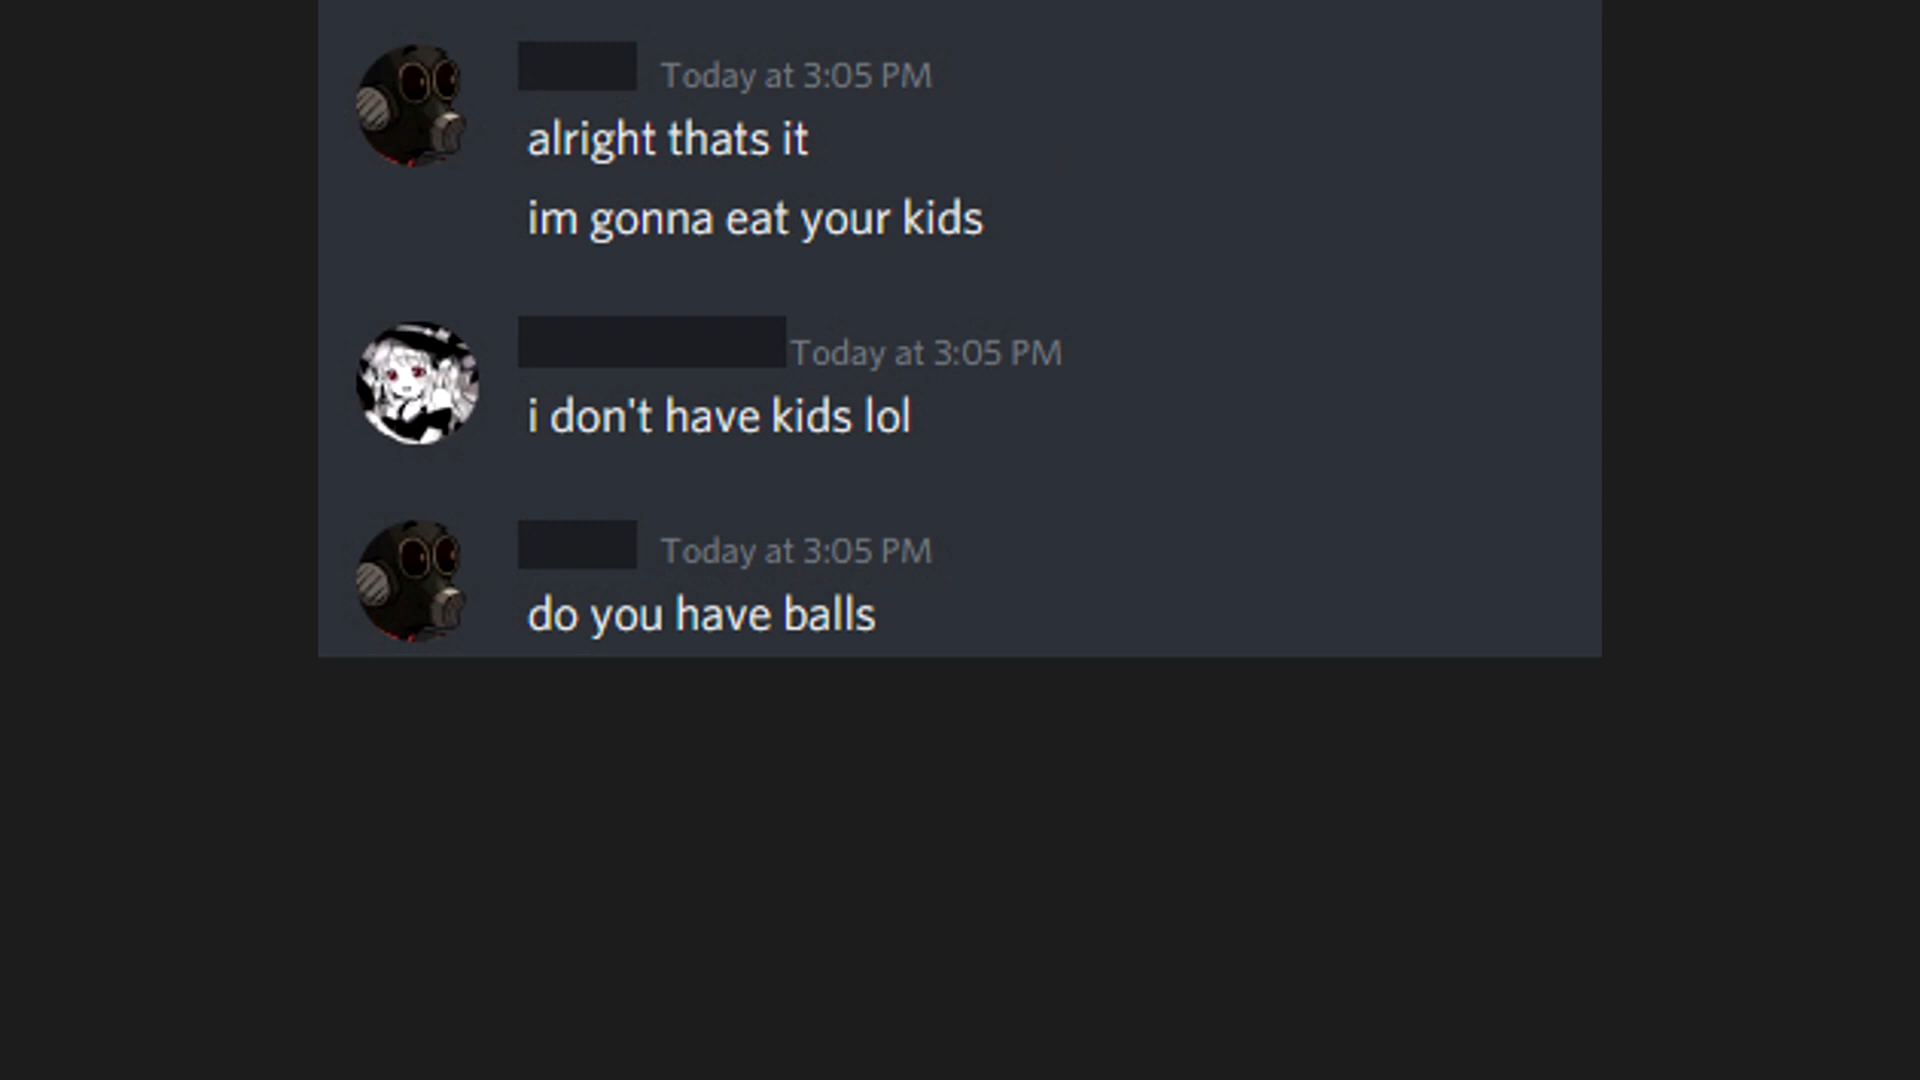 Today at 3:05 PM
alright thats it
im gonna eat your kids
Today at 3:05 PM
i don't have kids lol
Today at 3:05 PM
do you have balls